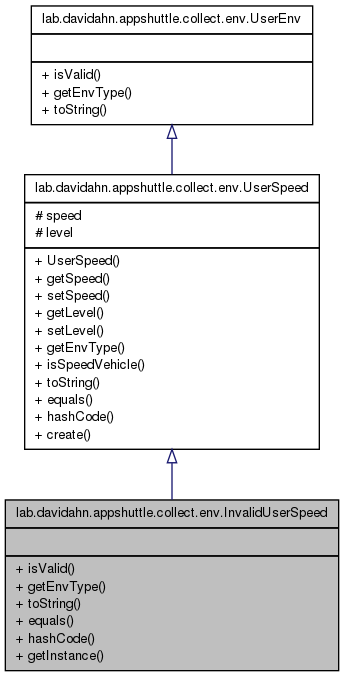 lab.davidahn.appshuttle.collect.env.UserEnv
+ isValid()
+ getEnvType()
+ toString()
lab.davidahn.appshuttle.collect.env.UserSpeed
# speed
# level
+ UserSpeed()
+ getSpeed()
+ setSpeed()
+ getLevel()
+ setLevel()
+ getEnvType()
+ isSpeedVehicle()
+ toString()
+ equals()
+ hashCode()
+ create()
lab.davidahn.appshuttle.collect.env.InvalidUserSpeed
+ isValid()
+ getEnvType()
+ toString()
+ equals()
+ hashCode()
+ getInstance()